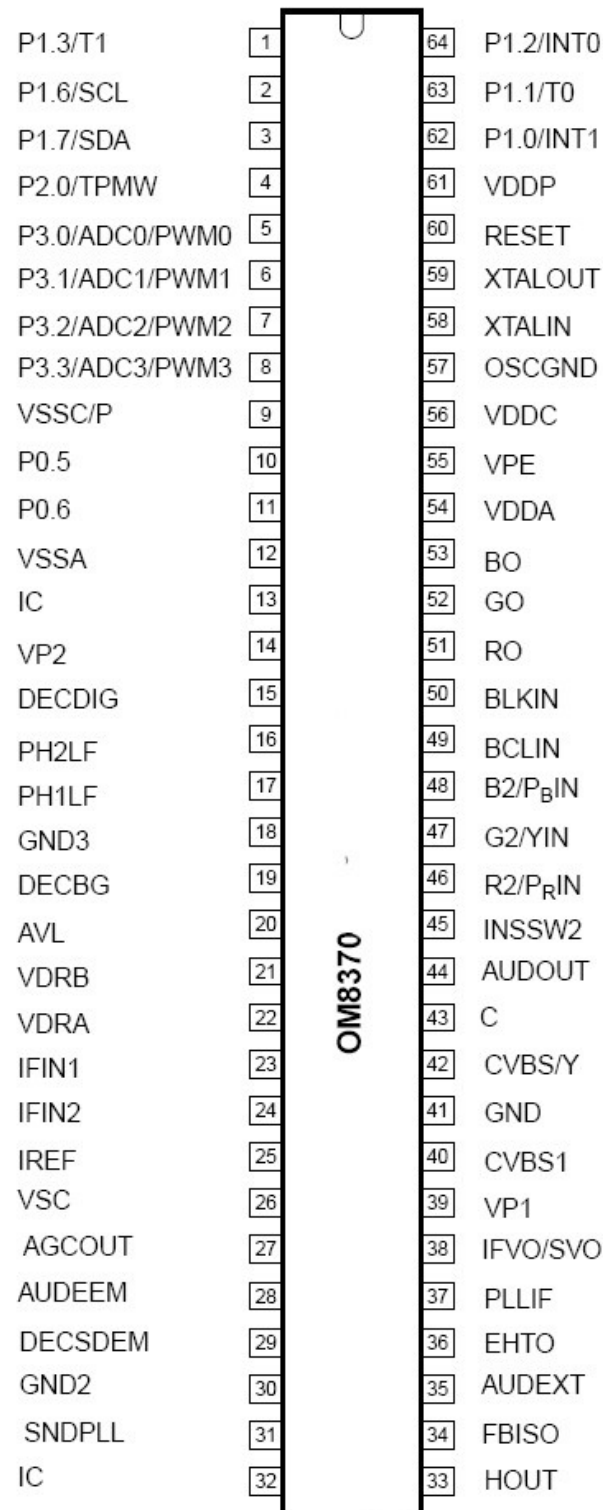 P1.3/T1 1 64 P1.2/INT0
P1.6/SCL 2 63 P1.1/T0
P1.7/SDA 3 62 P1.0/INT1
P2.0/TPMW 4 61 VDDP
P3.0/ADC0/PWM0 5 60 RESET
P3.1/ADC1/PWM1 6 59 XTALOUT
P3.2/ADC2/PWM2 7 58 XTALIN
P3.3/ADC3/PWM3 8 57 OSCGND
VSSC/P 9 56 VDDC
P0.5 10 55 VPE
P0.6 11 54 VDDA
VSSA 12 53 BO
IC 13 52 GO
VP2 14 51 RO
DECDIG 15 50 BLKIN
PH2LF 16 49 BCLIN
PH1LF 17 48 B2/PBIN
GND3 18 47 G2/YIN
DECBG 19 46 R2/PRIN
AVL 20 45 INSSW2
VDRB 21 44 AUDOUT
VDRA 22 43 C
IFIN1 23 42 CVBS/Y
IFIN2 24 41 GND
IREF 25 40 CVBS1
VSC 26 39 VP1
AGCOUT 27 38 IFVO/SVO
AUDEEM 28 37 PLLIF
DECSDEM 29 36 EHTO
GND2 30 35 AUDEXT
SNDPLL 31 34 FBISO
IC 32 33 HOUT
OM8370